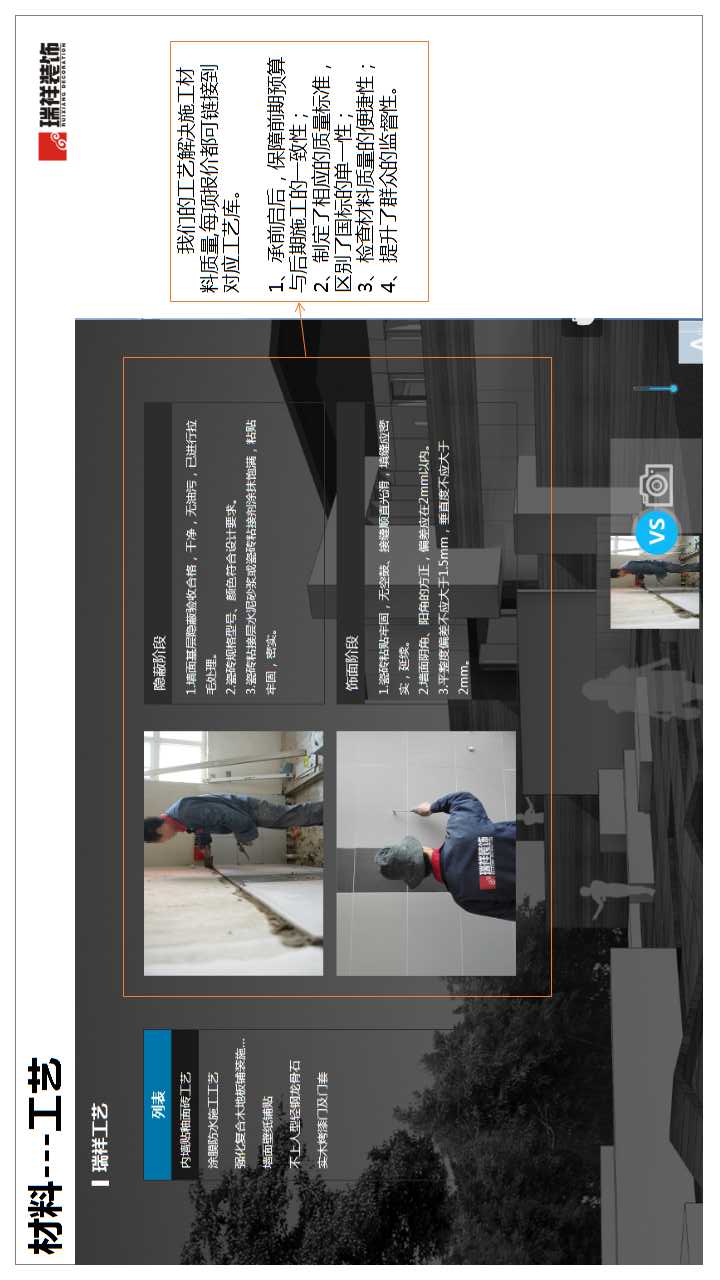 材料---工艺
瑞祥装饰
RUIXIANG DECORATION
瑞祥工艺
列表
内墙贴釉面砖工艺
涂膜防水施工工艺
强化复合木地板铺装施...
墙面壁纸铺贴
不上人型轻钢龙骨石
实木烤漆门及门套
隐蔽阶段
1.墙面基层隐蔽验收合格，干净，无油污，已进行拉
毛处理。
2.瓷砖规格型号、颜色符合设计要求。
3.瓷砖粘接层水泥砂浆或瓷砖粘接剂涂抹饱满，粘贴
牢固，密实。
饰面阶段
1.瓷砖粘贴牢固，无空鼓、接缝顺直光滑，填缝应密
实，延续。
2.墙面阴角、阳角的方正，偏差应在2mm以内。
3.平整度偏差不应大于1.5mm，垂直度不应大于
2mm。
瑞祥装饰
VS
A
我们的工艺解决施工材
料质量,每项报价都可链接到
对应工艺库。
1、承前启后，保障前期预算
与后期施工的一致性；
2、制定了相应的质量标准，
区别了国标的单一性；
3、检查材料质量的便捷性；
4、提升了群众的监督性。